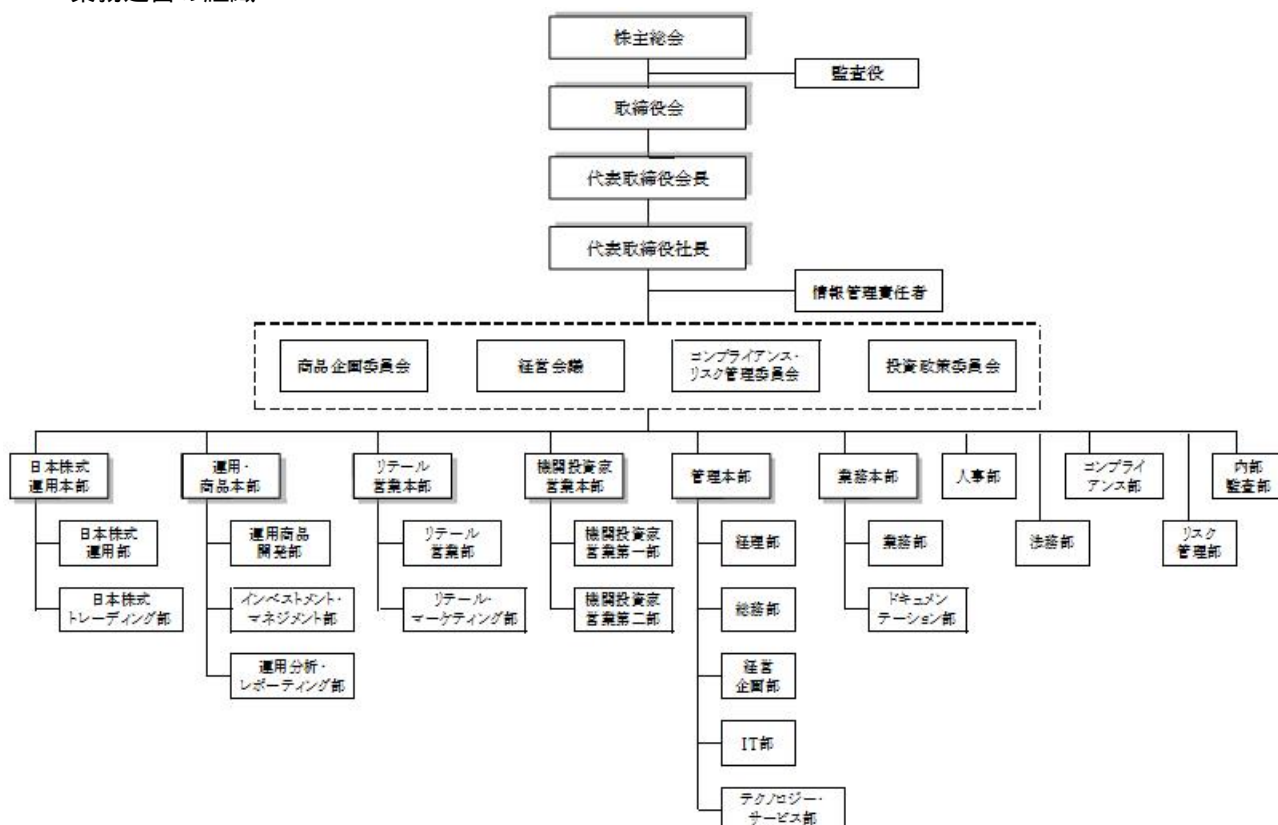 株主総会
監査役
取締役会
代表取締役会長
代表取締役社長
情報管理責任者
商品企画委員会
経営会議
コンプライアンス・
リスク管理委員会
投資政策委員会
日本株式
運用本部
運用・
商品本部
リテール
営業本部
機関投資家
営業本部
管理本部
業務本部
人事部
コンプライ
アンス部
内部
監査部
日本株式
運用部
運用商品
開発部
リテール
営業部
機関投資家
営業第一部
経理部
業務部
法務部
リスク
管理部
日本株式
トレーディング部
インベストメント・
マネジメント部
リテール・
マーケティング部
機関投資家
営業第二部
総務部
ドキュメン
テーション部
運用分析・
レポーティング部
経営
企画部
IT部
テクノロジー・
サービス部